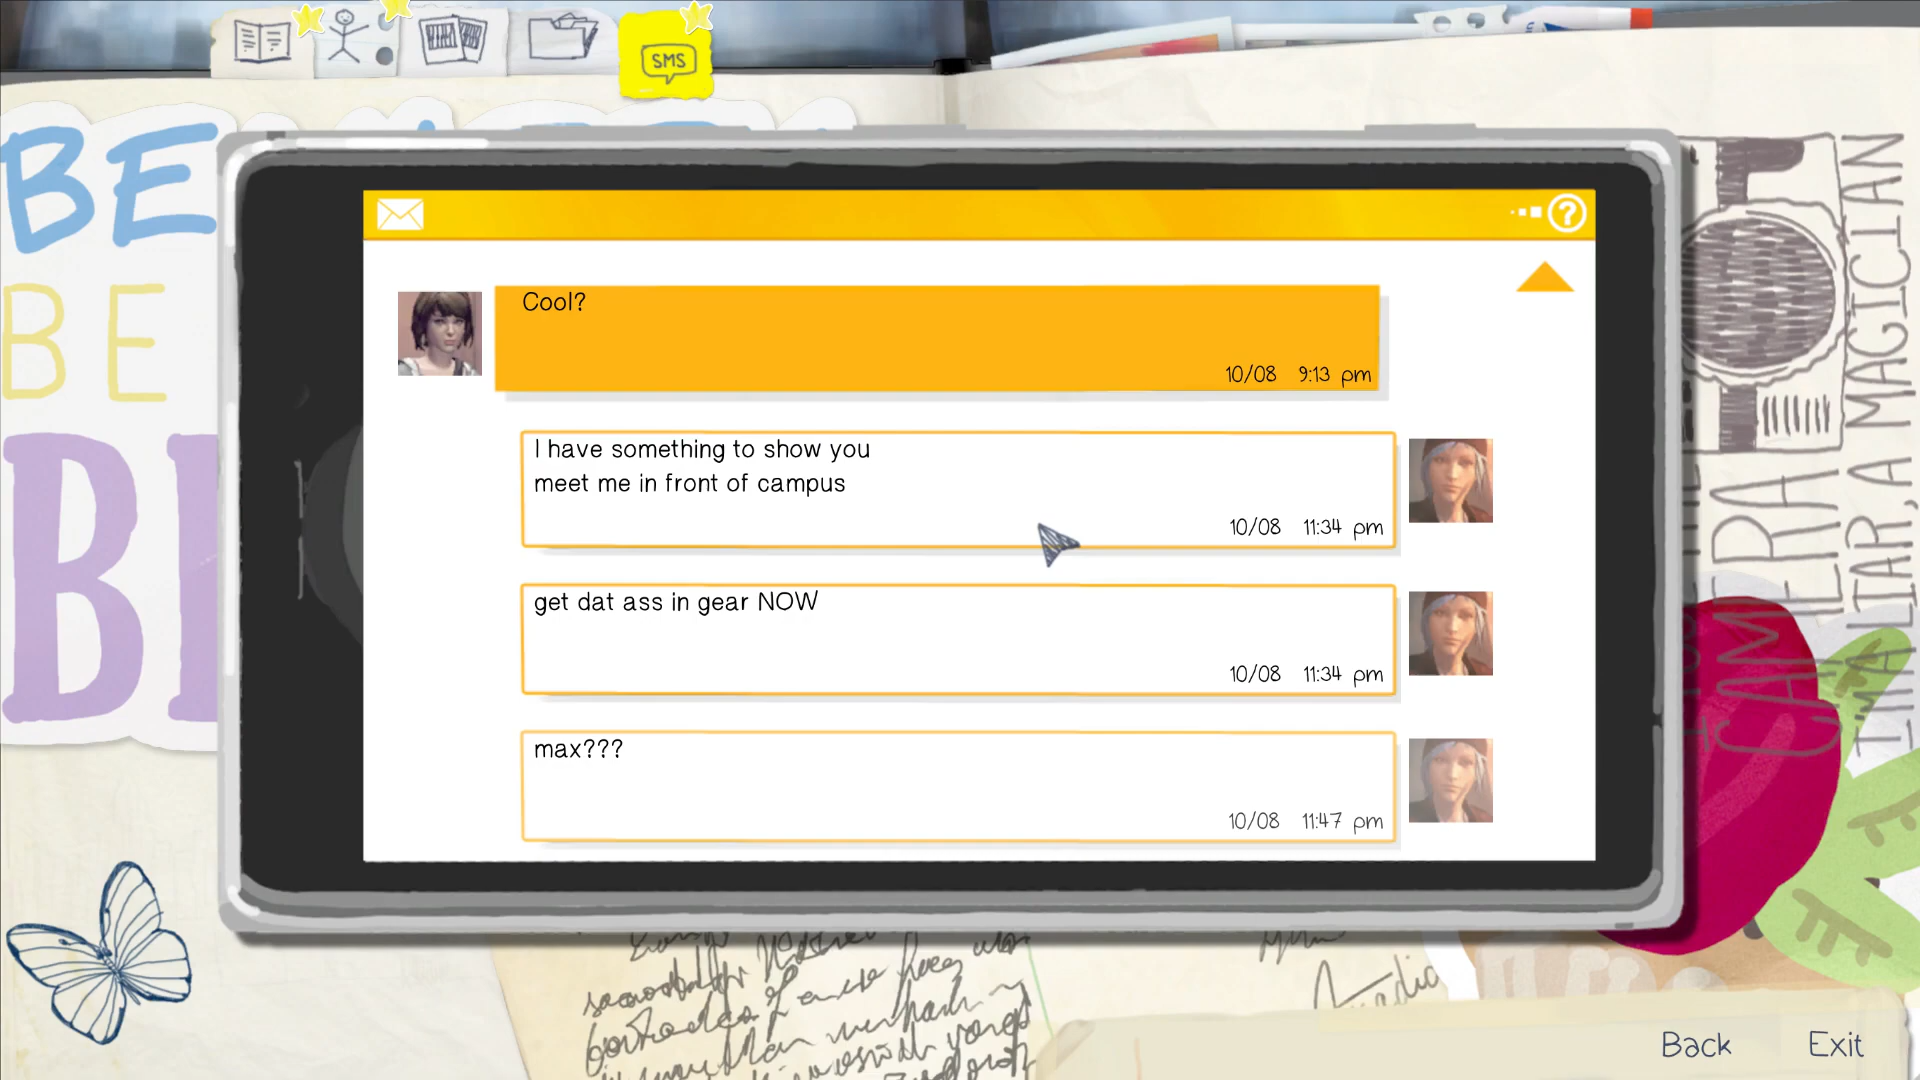 SMS
BE
BE
Cool?
10/08 9:13 pm
I have something to show you
meet me in front of campus
10/08 11:34 pm
get dat ass in gear NOW
10/08 11:34 pm
max???
10/08 11:47 pm
CAMERA
LIAR, A MAGICIAN
Back
Exit